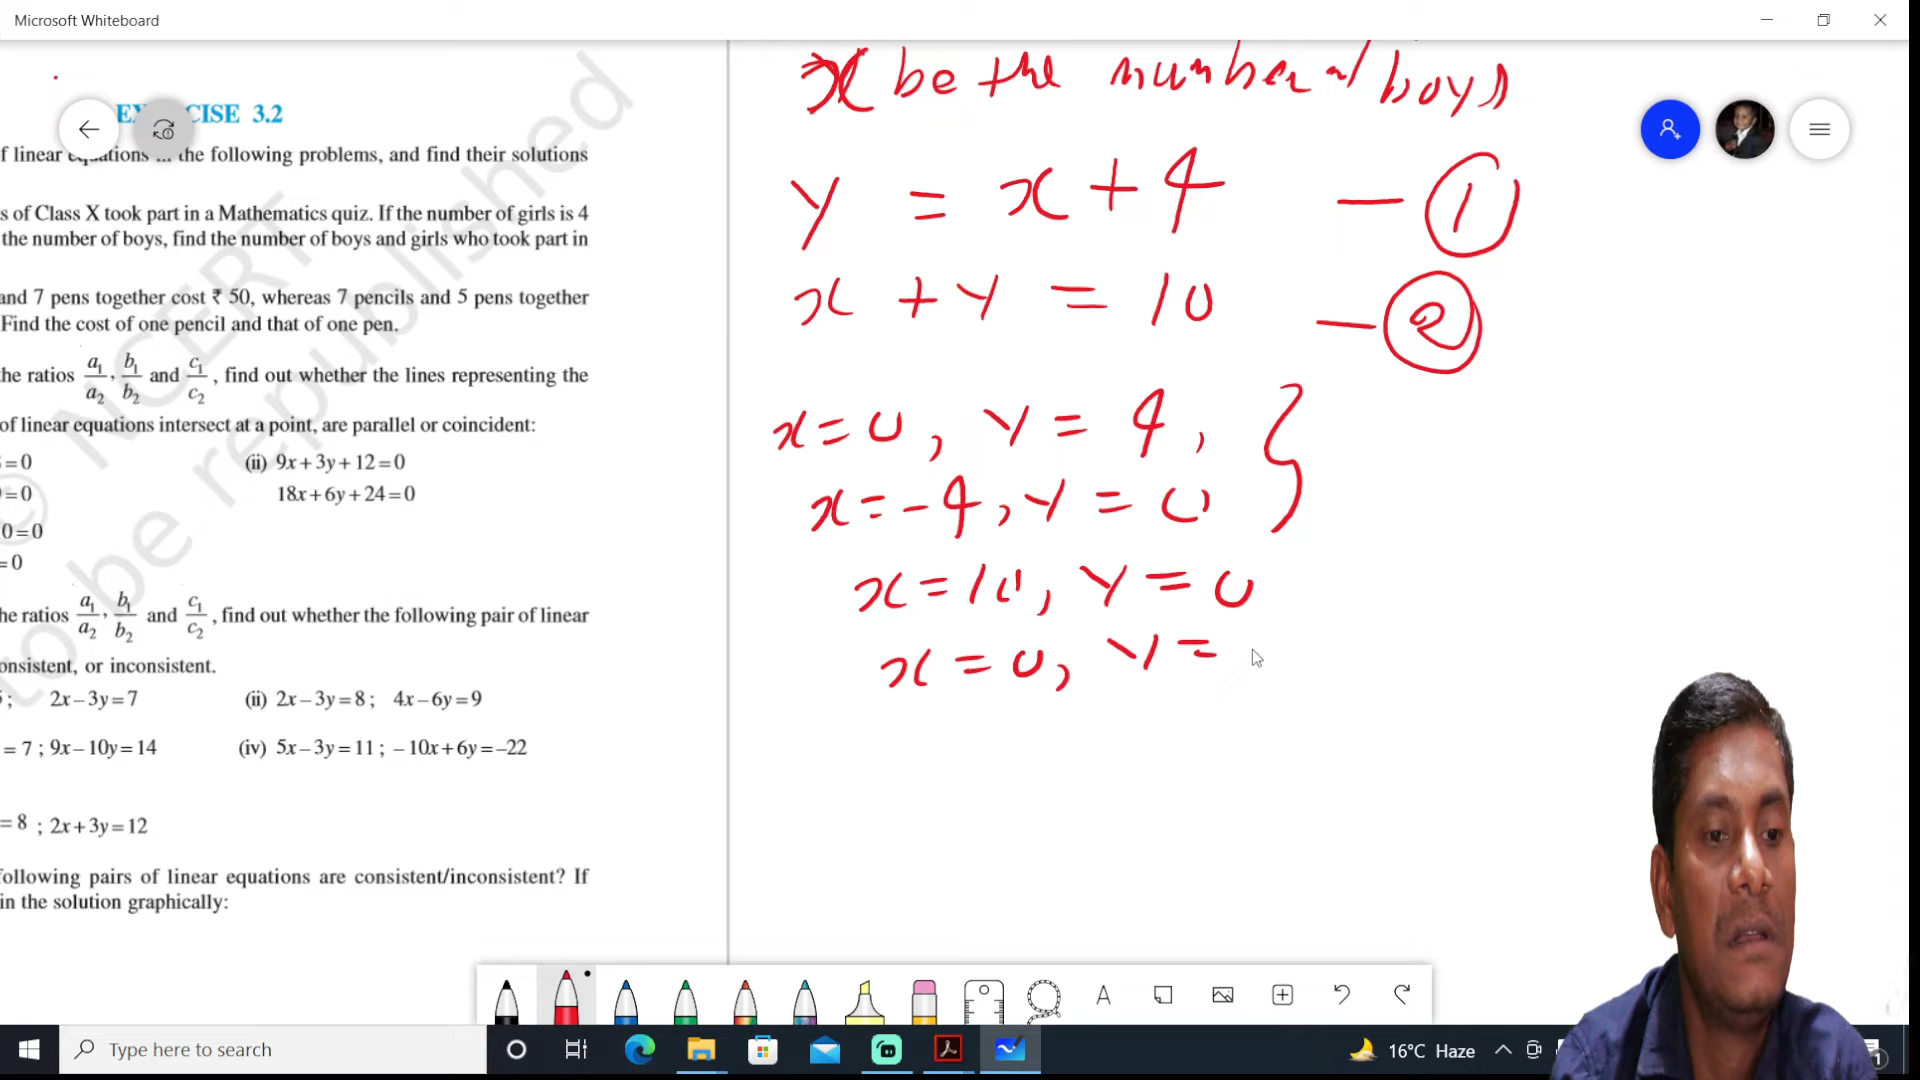 Microsoft Whiteboard
EXERCISE 3.2
f linear equations in the following problems, and find their solutions
s of Class X took part in a Mathematics quiz. If the number of girls is 4
the number of boys, find the number of boys and girls who took part in
and 7 pens together cost ₹ 50, whereas 7 pencils and 5 pens together
Find the cost of one pencil and that of one pen.
he ratios a₁/a₂, b₁/b₂ and c₁/c₂, find out whether the lines representing the
of linear equations intersect at a point, are parallel or coincident:
=0 (ii) 9x+3y+12=0
=0 18x+6y+24=0
0=0
=0
he ratios a₁/a₂, b₁/b₂ and c₁/c₂, find out whether the following pair of linear
onsistent, or inconsistent.
; 2x–3y=7 (ii) 2x–3y=8; 4x–6y=9
=7; 9x–10y=14 (iv) 5x–3y=11; –10x+6y=–22
=8; 2x+3y=12
following pairs of linear equations are consistent/inconsistent? If
in the solution graphically:
© NCERT
to be republished
x be the number of boys
y = x+4 — 1
x + y = 10 — 2
x=0, y = 4,
x=-4, y = 0
x=10, y = 0
x=0, y =
A
Type here to search
16°C Haze
1